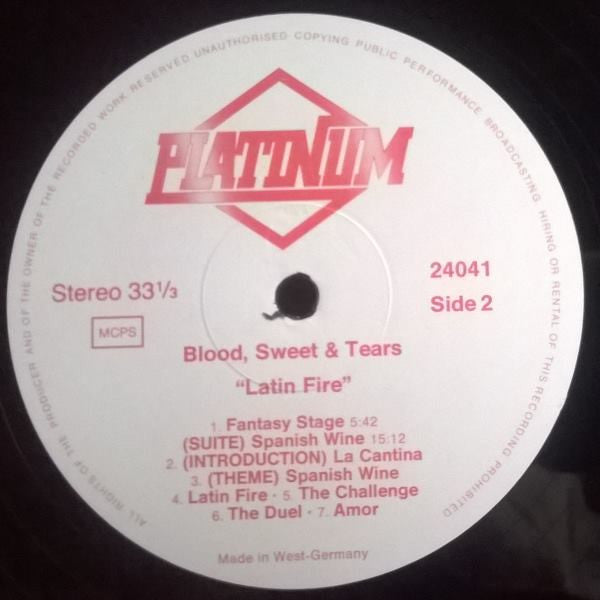 ALL RIGHTS OF THE PRODUCER AND OF THE OWNER OF THE RECORDED WORK RESERVED UNAUTHORISED COPYING PUBLIC PERFORMANCE BROADCASTING HIRING OR RENTAL OF THIS RECORDING PROHIBITED
PLATINUM
Stereo 33⅓
24041
MCPS
Side 2
Blood, Sweet & Tears
“Latin Fire”
1. Fantasy Stage 5:42
(SUITE) Spanish Wine 15:12
2. (INTRODUCTION) La Cantina
3. (THEME) Spanish Wine
4. Latin Fire · 5. The Challenge
6. The Duel · 7. Amor
Made in West-Germany